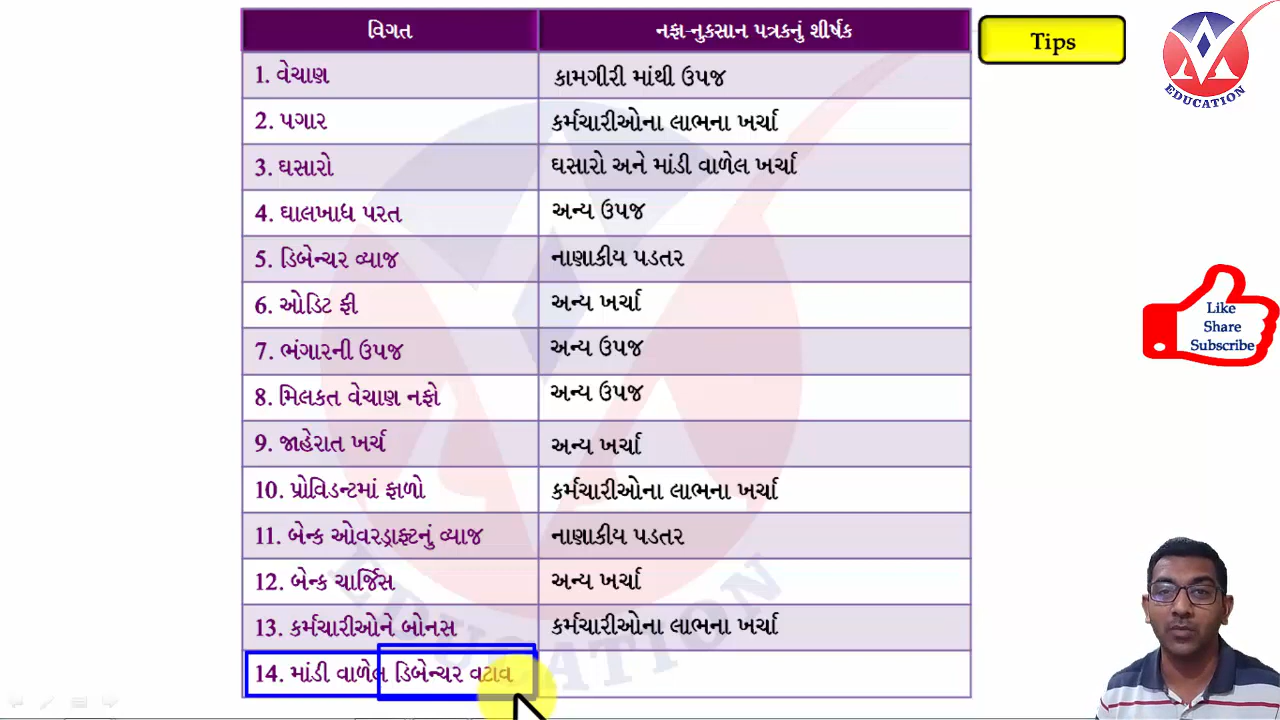 વિગત નફા-નુકસાન પત્રકનું શીર્ષક
Tips
EDUCATION
1. વેચાણ કામગીરી માંથી ઉપજ
2. પગાર કર્મચારીઓના લાભના ખર્ચા
3. ઘસારો ઘસારો અને માંડી વાળેલ ખર્ચા
4. ઘાલખાધ પરત અન્ય ઉપજ
5. ડિબેન્ચર વ્યાજ નાણાકીય પડતર
6. ઓડિટ ફી અન્ય ખર્ચા
7. ભંગારની ઉપજ અન્ય ઉપજ
8. મિલકત વેચાણ નફો અન્ય ઉપજ
9. જાહેરાત ખર્ચ અન્ય ખર્ચા
10. પ્રોવિડન્ટમાં ફાળો કર્મચારીઓના લાભના ખર્ચા
11. બેન્ક ઓવરડ્રાફ્ટનું વ્યાજ નાણાકીય પડતર
12. બેન્ક ચાર્જિસ અન્ય ખર્ચા
13. કર્મચારીઓને બોનસ કર્મચારીઓના લાભના ખર્ચા
14. માંડી વાળેલ ડિબેન્ચર વટાવ
Like
Share
Subscribe
EDUCATION